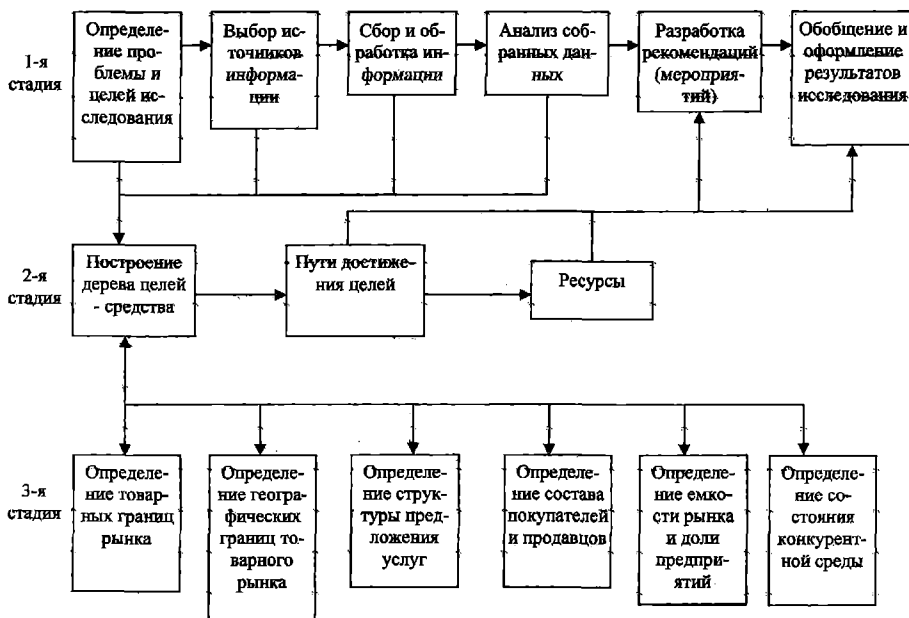 1-я
стадия
Определе-
ние про-
блемы и
целей ис-
следования
Выбор ис-
точников
информа-
ции
Сбор и об-
работка ин-
формации
Анализ соб-
ранных дан-
ных
Разработка
рекомендаций
(мероприя-
тий)
Обобщение и
оформление
результатов
исследования
2-я
стадия
Построение
дерева целей
- средства
Пути достиже-
ния целей
Ресурсы
3-я
стадия
Определе-
ние товар-
ных границ
рынка
Определе-
ние геогра-
фических
границ то-
варного
рынка
Определе-
ние струк-
туры пред-
ложения
услуг
Определе-
ние состава
покупателей
и продавцов
Определе-
ние емко-
сти рынка
и доли
предпри-
ятий
Определе-
ние со-
стояния
конкурент-
ной среды